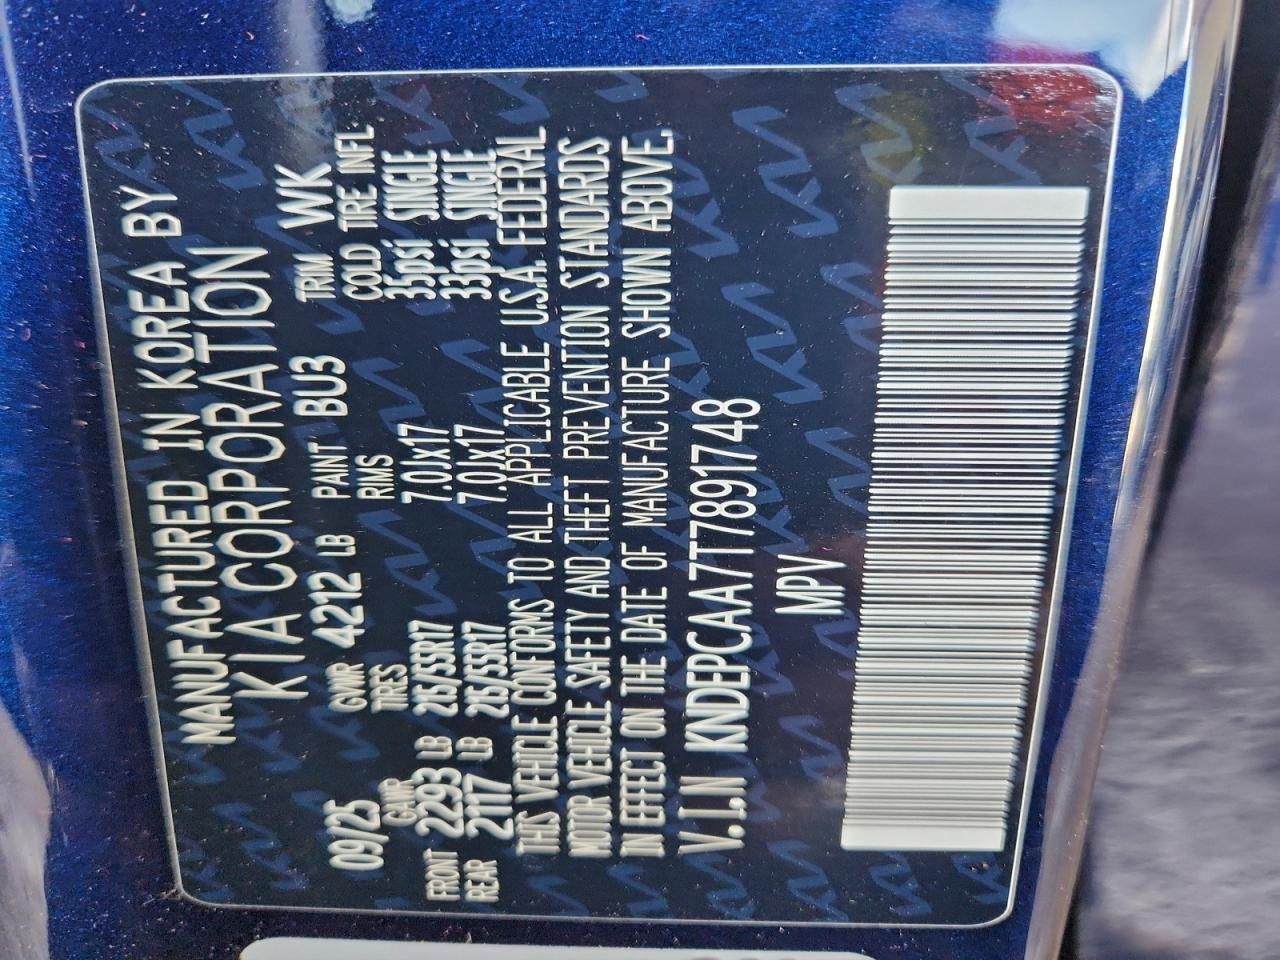 MANUFACTURED IN KOREA BY
KIA CORPORATION
09/25 GVWR 4212 LB PAINT BU3 TRIM WK
GAWR TIRES RIMS COLD TIRE INFL
FRONT 2293 LB 215/55R17 7.0Jx17 35psi SINGLE
REAR 2117 LB 215/55R17 7.0Jx17 33psi SINGLE
THIS VEHICLE CONFORMS TO ALL APPLICABLE U.S.A. FEDERAL
MOTOR VEHICLE SAFETY AND THEFT PREVENTION STANDARDS
IN EFFECT ON THE DATE OF MANUFACTURE SHOWN ABOVE.
V.I.N KNDEPCAA7T7891748
MPV